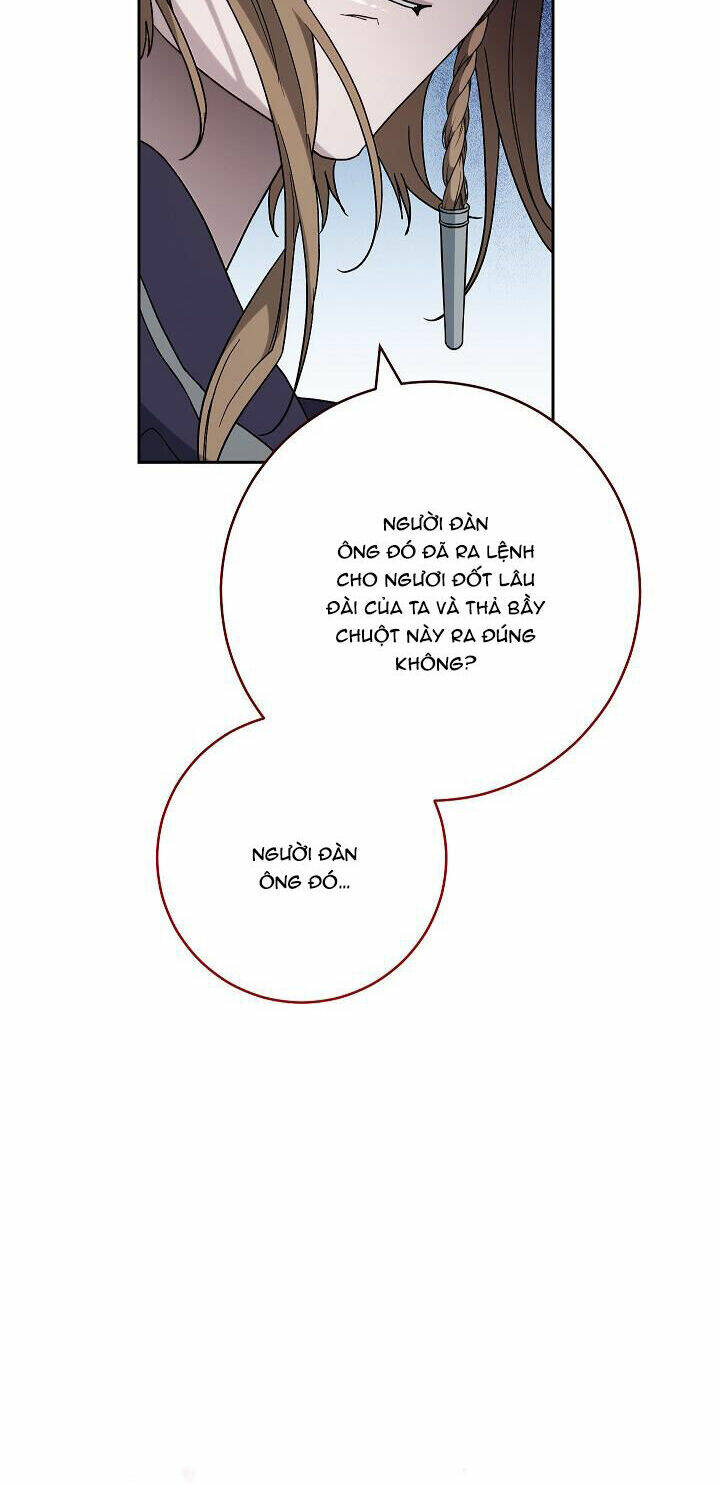 NGƯỜI ĐÀN
ÔNG ĐÓ ĐÃ RA LỆNH
CHO NGƯƠI ĐỐT LÂU
ĐÀI CỦA TA VÀ THẢ BẦY
CHUỘT NÀY RA ĐÚNG
KHÔNG?
NGƯỜI ĐÀN
ÔNG ĐÓ...